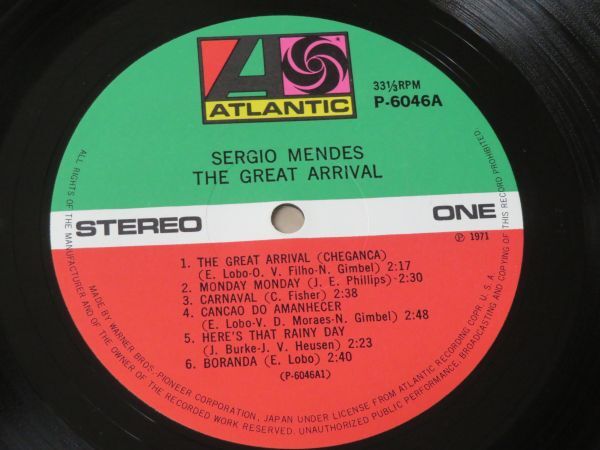 ATLANTIC
33 1/3 RPM
P-6046A
SERGIO MENDES
THE GREAT ARRIVAL
STEREO
ONE
Ⓟ 1971
1. THE GREAT ARRIVAL (CHEGANCA)
(E. Lobo-O. V. Filho-N. Gimbel) 2:17
2. MONDAY MONDAY (J. E. Phillips)-2:30
3. CARNAVAL (C. Fisher) 2:38
4. CANCAO DO AMANHECER
(E. Lobo-V. D. Moraes-N. Gimbel) 2:48
5. HERE'S THAT RAINY DAY
(J. Burke-J. V. Heusen) 2:23
6. BORANDA (E. Lobo) 2:40
(P-6046A1)
MADE BY WARNER BROS.-PIONEER CORPORATION, JAPAN UNDER LICENSE FROM ATLANTIC RECORDING CORP. U. S. A.
ALL RIGHTS OF THE MANUFACTURER AND OF THE OWNER OF THE RECORDED WORK RESERVED. UNAUTHORIZED PUBLIC PERFORMANCE, BROADCASTING AND COPYING OF THIS RECORD PROHIBITED.